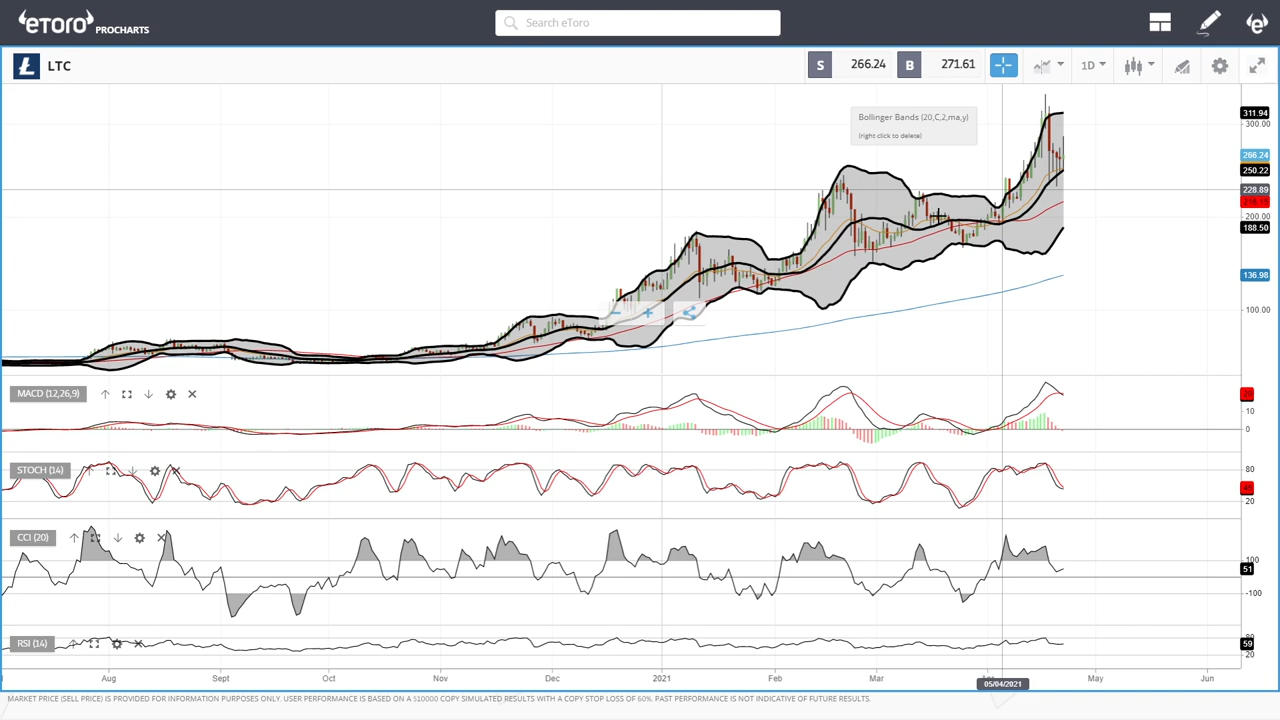 eToro PROCHARTS
Search eToro
LTC
S 266.24 B 271.61
1D
Bollinger Bands (20,C,2,ma,y)
(right click to delete)
311.94
300.00
266.24
250.22
228.89
200.00
188.50
136.98
100.00
MACD (12,26,9)
10
0
STOCH (14)
80
20
CCI (20)
100
51
-100
RSI (14)
80
59
20
Aug Sept Oct Nov Dec 2021 Feb Mar May Jun
05/04/2021
MARKET PRICE (SELL PRICE) IS PROVIDED FOR INFORMATION PURPOSES ONLY. USER PERFORMANCE IS BASED ON A $10000 COPY SIMULATED RESULTS WITH A COPY STOP LOSS OF 60%. PAST PERFORMANCE IS NOT INDICATIVE OF FUTURE RESULTS.